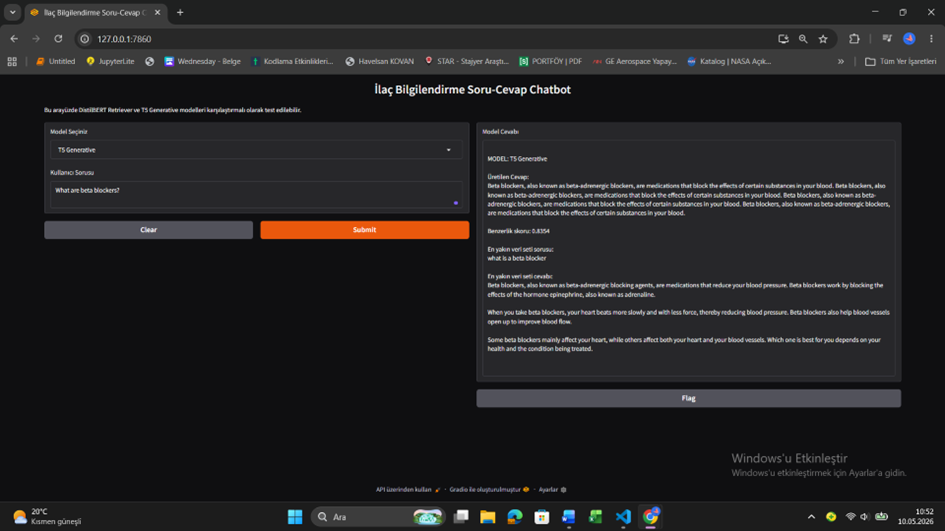 İlaç Bilgilendirme Soru-Cevap C
127.0.0.1:7860
Untitled
JupyterLite
Wednesday - Belge
Kodlama Etkinlikleri...
Havelsan KOVAN
STAR - Stajyer Araştı...
PORTFÖY | PDF
GE Aerospace Yapay...
Katalog | NASA Açık...
»
Tüm Yer İşaretleri
İlaç Bilgilendirme Soru-Cevap Chatbot
Bu arayüzde DistilBERT Retriever ve T5 Generative modelleri karşılaştırmalı olarak test edilebilir.
Model Seçiniz
T5 Generative
Kullanıcı Sorusu
What are beta blockers?
Clear
Submit
Model Cevabı
MODEL: T5 Generative
Üretilen Cevap:
Beta blockers, also known as beta-adrenergic blockers, are medications that block the effects of certain substances in your blood. Beta blockers, also
known as beta-adrenergic blockers, are medications that block the effects of certain substances in your blood. Beta blockers, also known as beta-
adrenergic blockers, are medications that block the effects of certain substances in your blood. Beta blockers, also known as beta-adrenergic blockers,
are medications that block the effects of certain substances in your blood.
Benzerlik skoru: 0.8354
En yakın veri seti sorusu:
what is a beta blocker
En yakın veri seti cevabı:
Beta blockers, also known as beta-adrenergic blocking agents, are medications that reduce your blood pressure. Beta blockers work by blocking the
effects of the hormone epinephrine, also known as adrenaline.
When you take beta blockers, your heart beats more slowly and with less force, thereby reducing blood pressure. Beta blockers also help blood vessels
open up to improve blood flow.
Some beta blockers mainly affect your heart, while others affect both your heart and your blood vessels. Which one is best for you depends on your
health and the condition being treated.
Flag
Windows'u Etkinleştir
Windows'u etkinleştirmek için Ayarlar'a gidin.
API üzerinden kullan · Gradio ile oluşturulmuştur · Ayarlar
20°C
Kısmen güneşli
Ara
10:52
10.05.2026